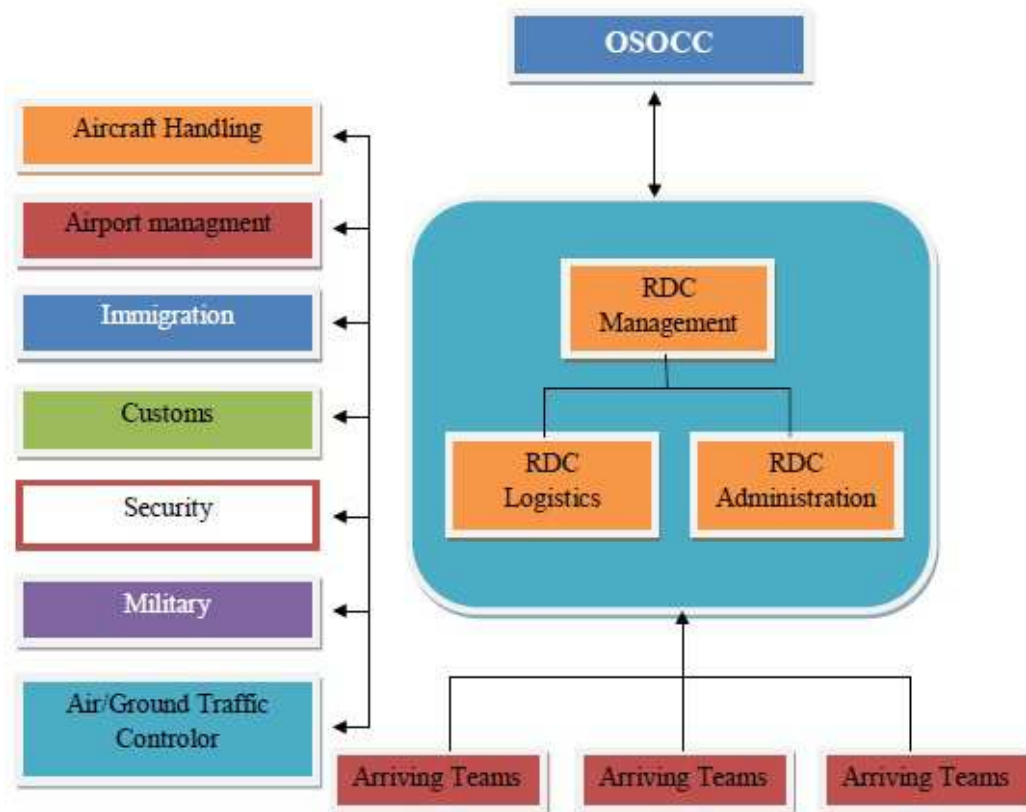 OSOCC
Aircraft Handling
Airport managment
Immigration
Customs
Security
Military
Air/Ground Traffic
Controlor
RDC
Management
RDC
Logistics
RDC
Administration
Arriving Teams
Arriving Teams
Arriving Teams